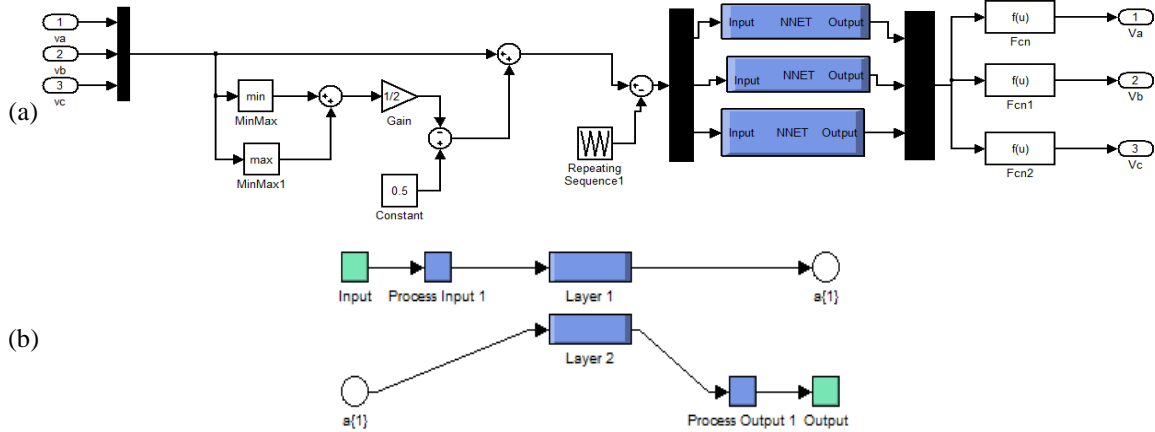 (a)
1
va
2
vb
3
vc
min
MinMax
max
MinMax1
1/2
Gain
0.5
Constant
Repeating
Sequence1
Input NNET Output
Input NNET Output
Input NNET Output
f(u)
Fcn
f(u)
Fcn1
f(u)
Fcn2
1
Va
2
Vb
3
Vc
(b)
Input
Process Input 1
Layer 1
a{1}
a{1}
Layer 2
Process Output 1
Output